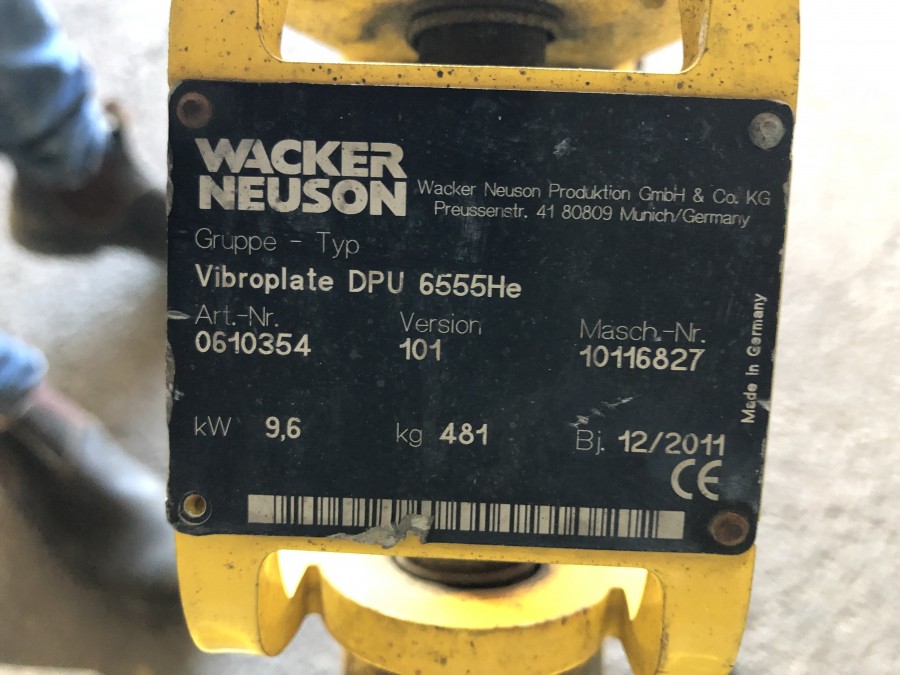 WACKER
NEUSON
Wacker Neuson Produktion GmbH & Co. KG
Preussenstr. 41 80809 Munich/Germany
Gruppe - Typ
Vibroplate DPU 6555He
Art.-Nr. Version Masch.-Nr.
0610354 101 10116827
kW 9,6 kg 481 Bj. 12/2011
CE
Made in Germany